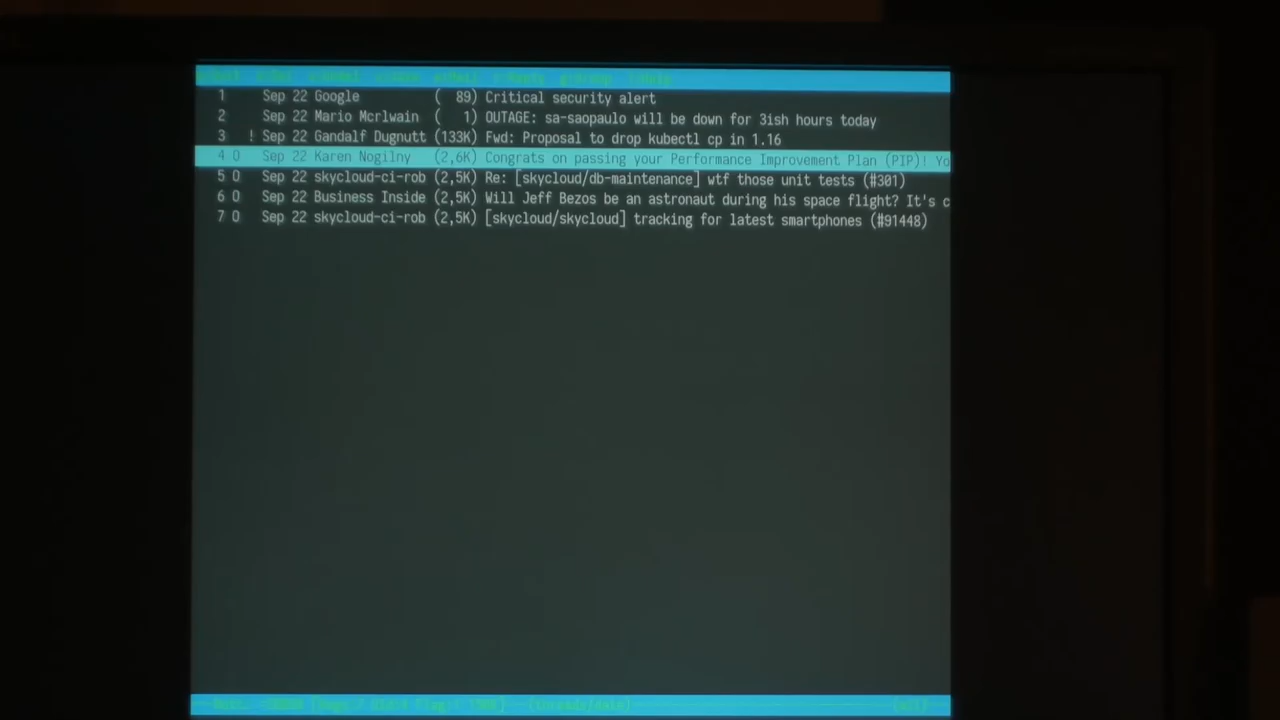 1 Sep 22 Google ( 89) Critical security alert
2 Sep 22 Mario Mcrlwain ( 1) OUTAGE: sa-saopaulo will be down for 3ish hours today
3 ! Sep 22 Gandalf Dugnutt (133K) Fwd: Proposal to drop kubectl cp in 1.16
4 O Sep 22 Karen Nogilny (2,6K) Congrats on passing your Performance Improvement Plan (PIP)! Yo
5 O Sep 22 skycloud-ci-rob (2,5K) Re: [skycloud/db-maintenance] wtf those unit tests (#301)
6 O Sep 22 Business Inside (2,5K) Will Jeff Bezos be an astronaut during his space flight? It's c
7 O Sep 22 skycloud-ci-rob (2,5K) [skycloud/skycloud] tracking for latest smartphones (#91448)